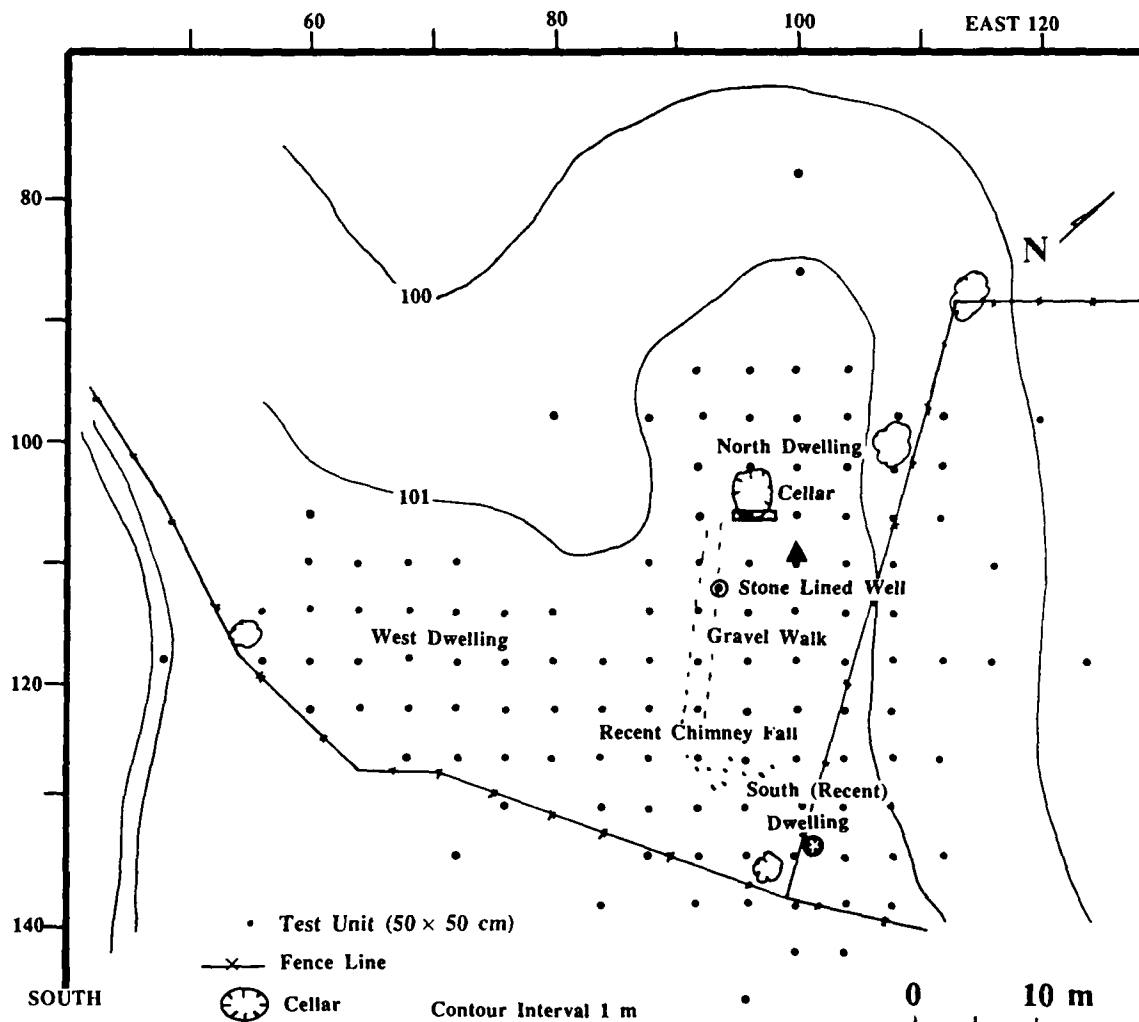 60
80
100
EAST 120
80
N
100
100
North Dwelling
101
Cellar
Stone Lined Well
West Dwelling
Gravel Walk
120
Recent Chimney Fall
South (Recent)
Dwelling
140
Test Unit (50 × 50 cm)
Fence Line
SOUTH
Cellar
Contour Interval 1 m
0 10 m